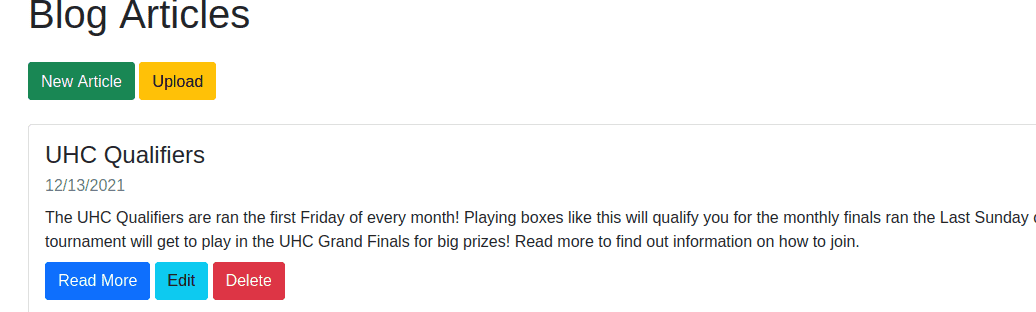 Blog Articles
New Article Upload
UHC Qualifiers
12/13/2021
The UHC Qualifiers are ran the first Friday of every month! Playing boxes like this will qualify you for the monthly finals ran the Last Sunday
tournament will get to play in the UHC Grand Finals for big prizes! Read more to find out information on how to join.
Read More Edit Delete